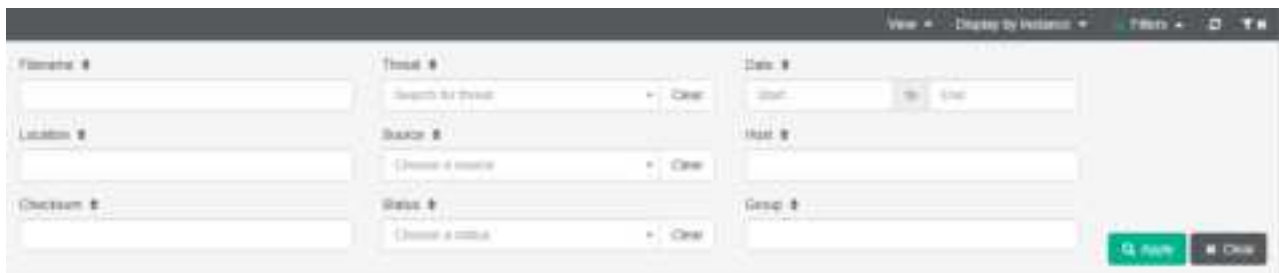 View Display by Instance Filters
Filename Threat Date
Search for threat Clear Start to End
Location Source Host
Choose a source Clear
Checksum Status Group
Choose a status Clear
Apply Clear